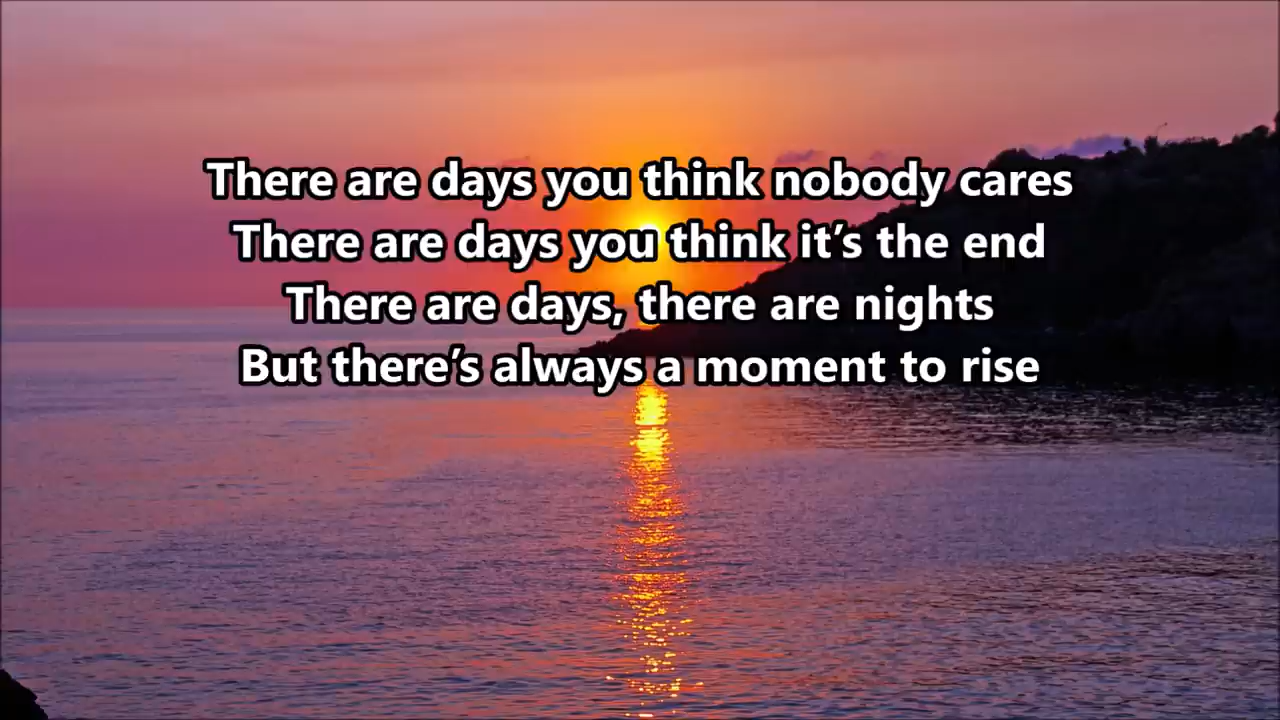 There are days you think nobody cares
There are days you think it’s the end
There are days, there are nights
But there’s always a moment to rise